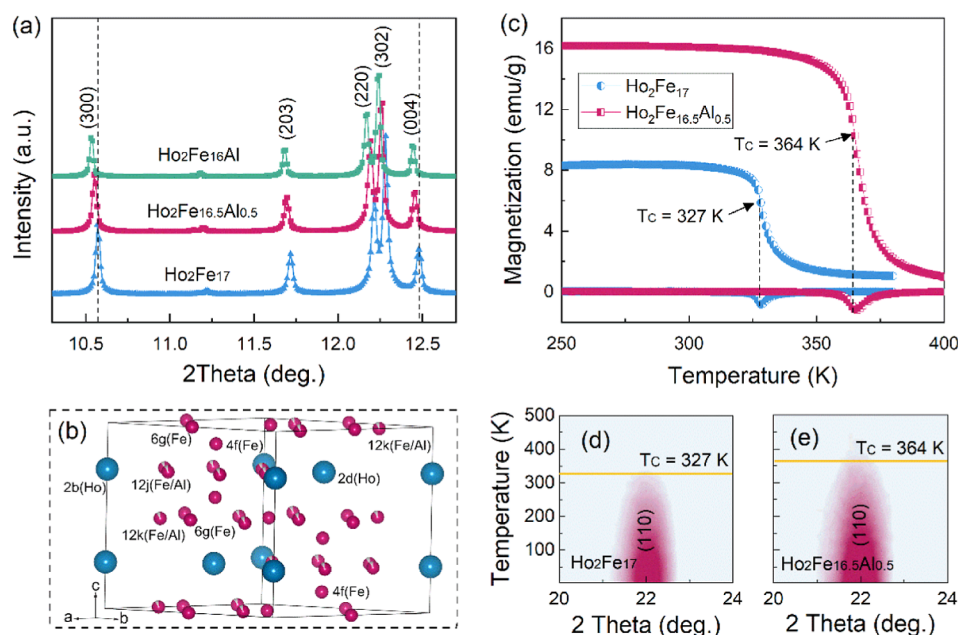 (a)
Intensity (a.u.)
(300)
(203)
(220)
(302)
(004)
Ho₂Fe₁₆Al
Ho₂Fe₁₆.₅Al₀.₅
Ho₂Fe₁₇
10.5 11.0 11.5 12.0 12.5
2Theta (deg.)
(c)
Magnetization (emu/g)
16
12
8
4
0
Ho₂Fe₁₇
Ho₂Fe₁₆.₅Al₀.₅
Tc = 364 K
Tc = 327 K
250 300 350 400
Temperature (K)
(b)
6g(Fe)
4f(Fe)
12k(Fe/Al)
2b(Ho)
12j(Fe/Al)
2d(Ho)
12k(Fe/Al)
6g(Fe)
4f(Fe)
c
a
b
Temperature (K)
500
400
300
200
100
(d)
Tc = 327 K
(110)
Ho₂Fe₁₇
20 22 24
2 Theta (deg.)
(e)
Tc = 364 K
(110)
Ho₂Fe₁₆.₅Al₀.₅
20 22 24
2 Theta (deg.)